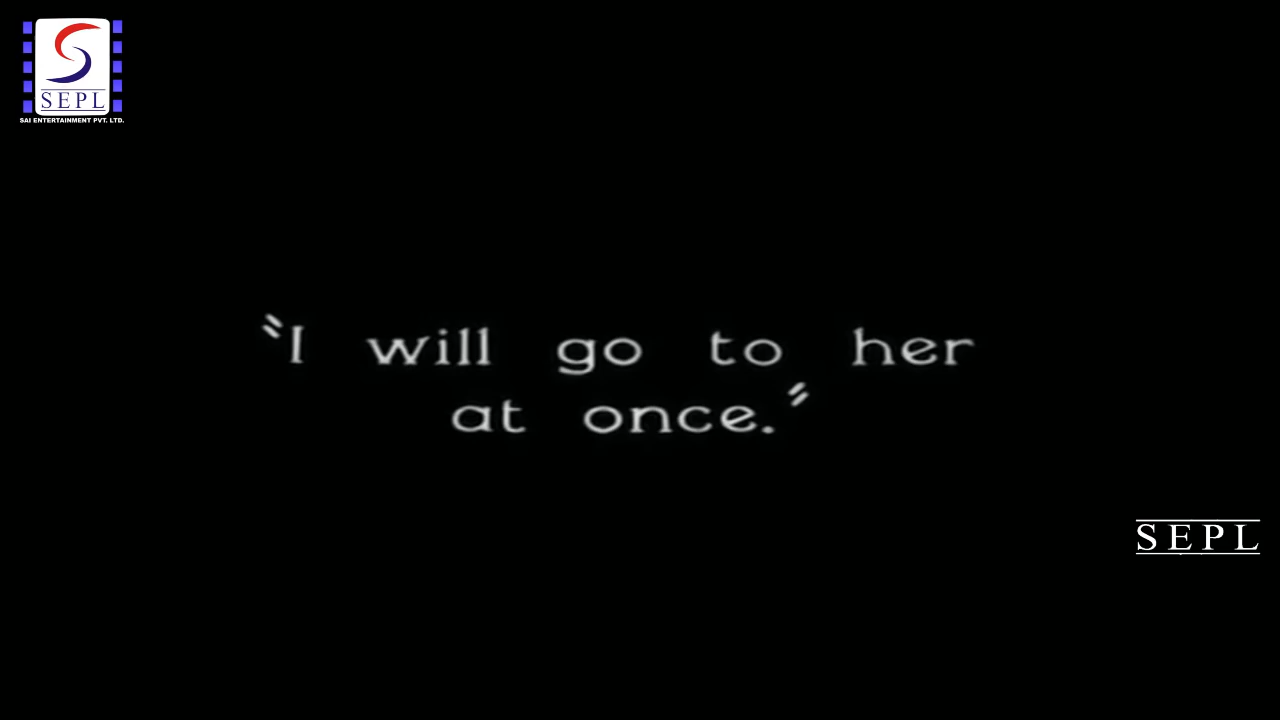 SEPL
SAI ENTERTAINMENT PVT. LTD.
"I will go to her
at once."
SEPL